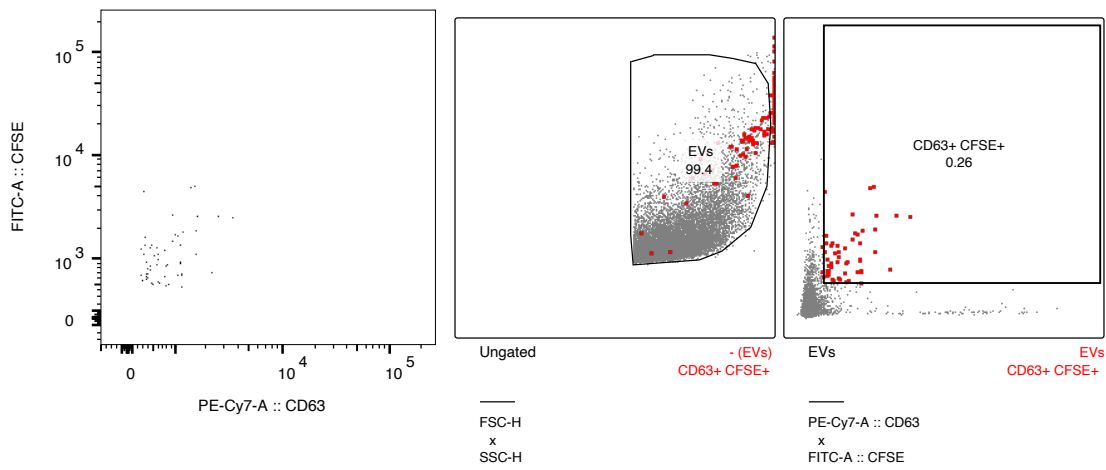 10^5
10^4
10^3
0
FITC-A :: CFSE
0
10^4
10^5
PE-Cy7-A :: CD63
EVs
99.4
Ungated
- (EVs)
CD63+ CFSE+
FSC-H
x
SSC-H
CD63+ CFSE+
0.26
EVs
EVs
CD63+ CFSE+
PE-Cy7-A :: CD63
x
FITC-A :: CFSE